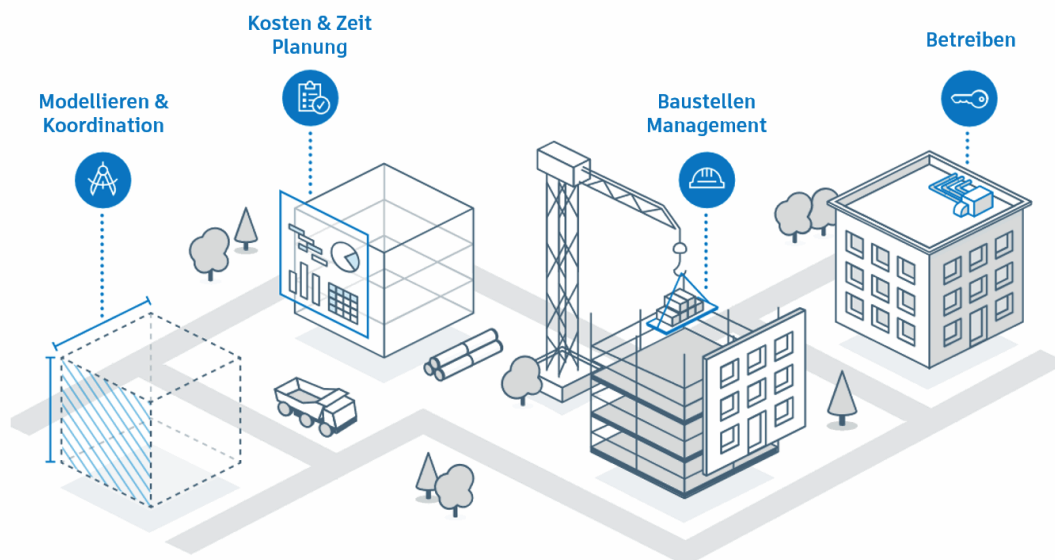 Modellieren &
Koordination
Kosten & Zeit
Planung
Baustellen
Management
Betreiben